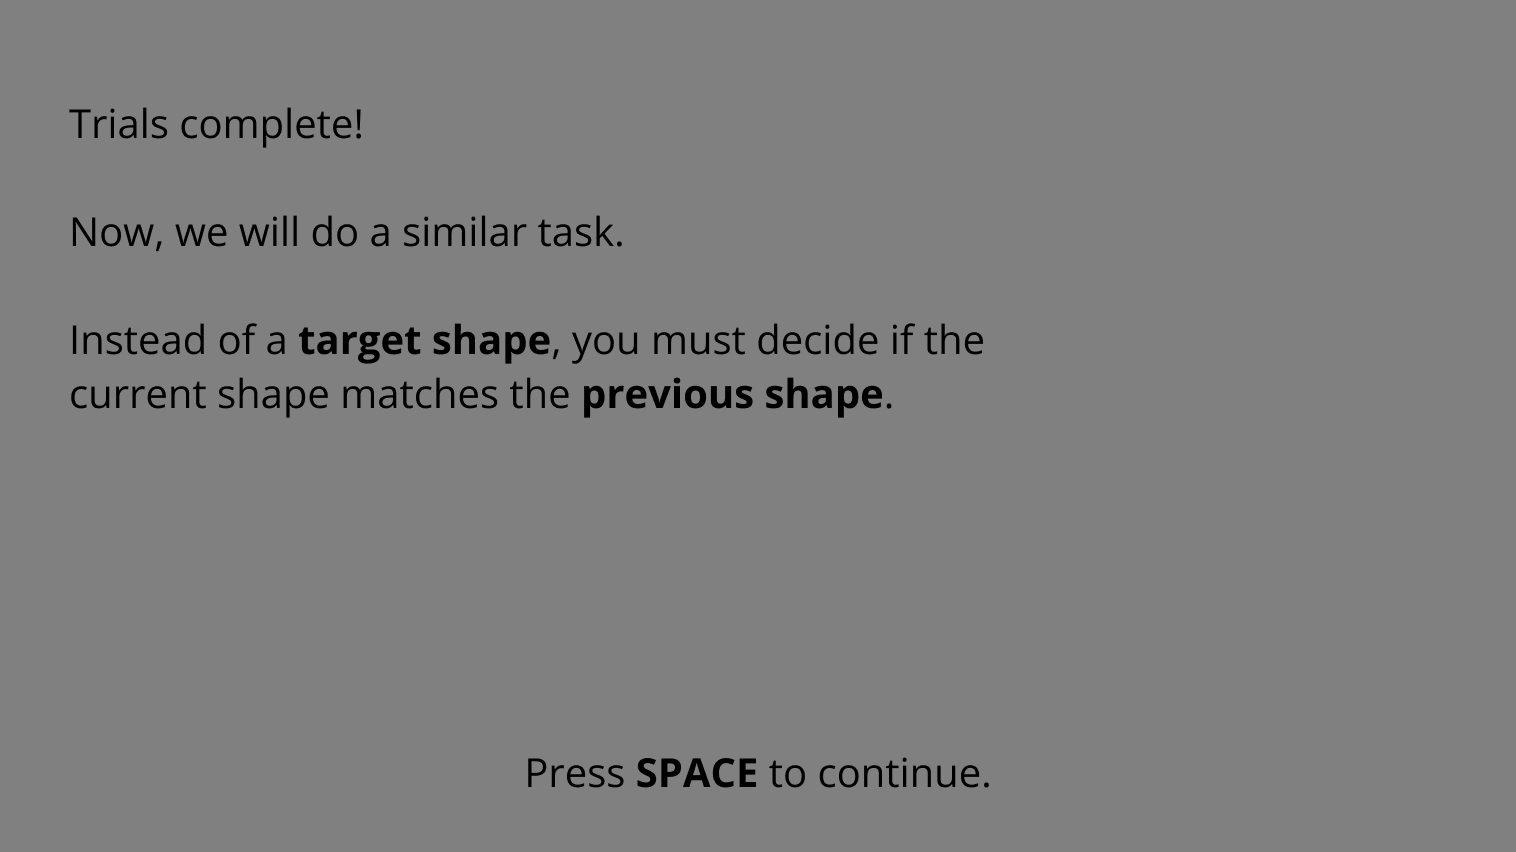 Trials complete!
Now, we will do a similar task.
Instead of a target shape, you must decide if the
current shape matches the previous shape.
Press SPACE to continue.